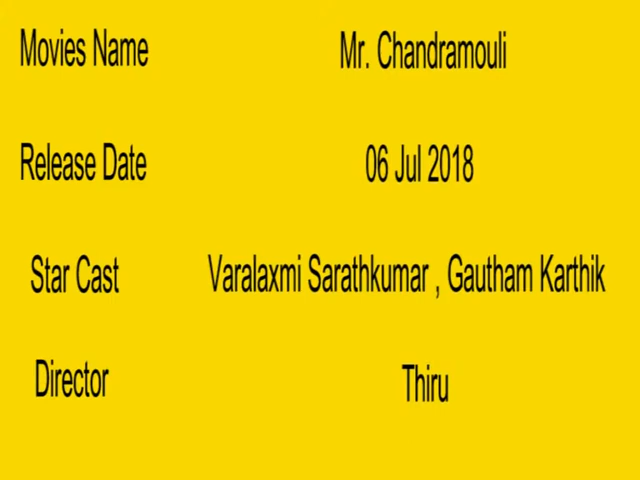 Movies Name Mr. Chandramouli
Release Date 06 Jul 2018
Star Cast Varalaxmi Sarathkumar , Gautham Karthik
Director Thiru